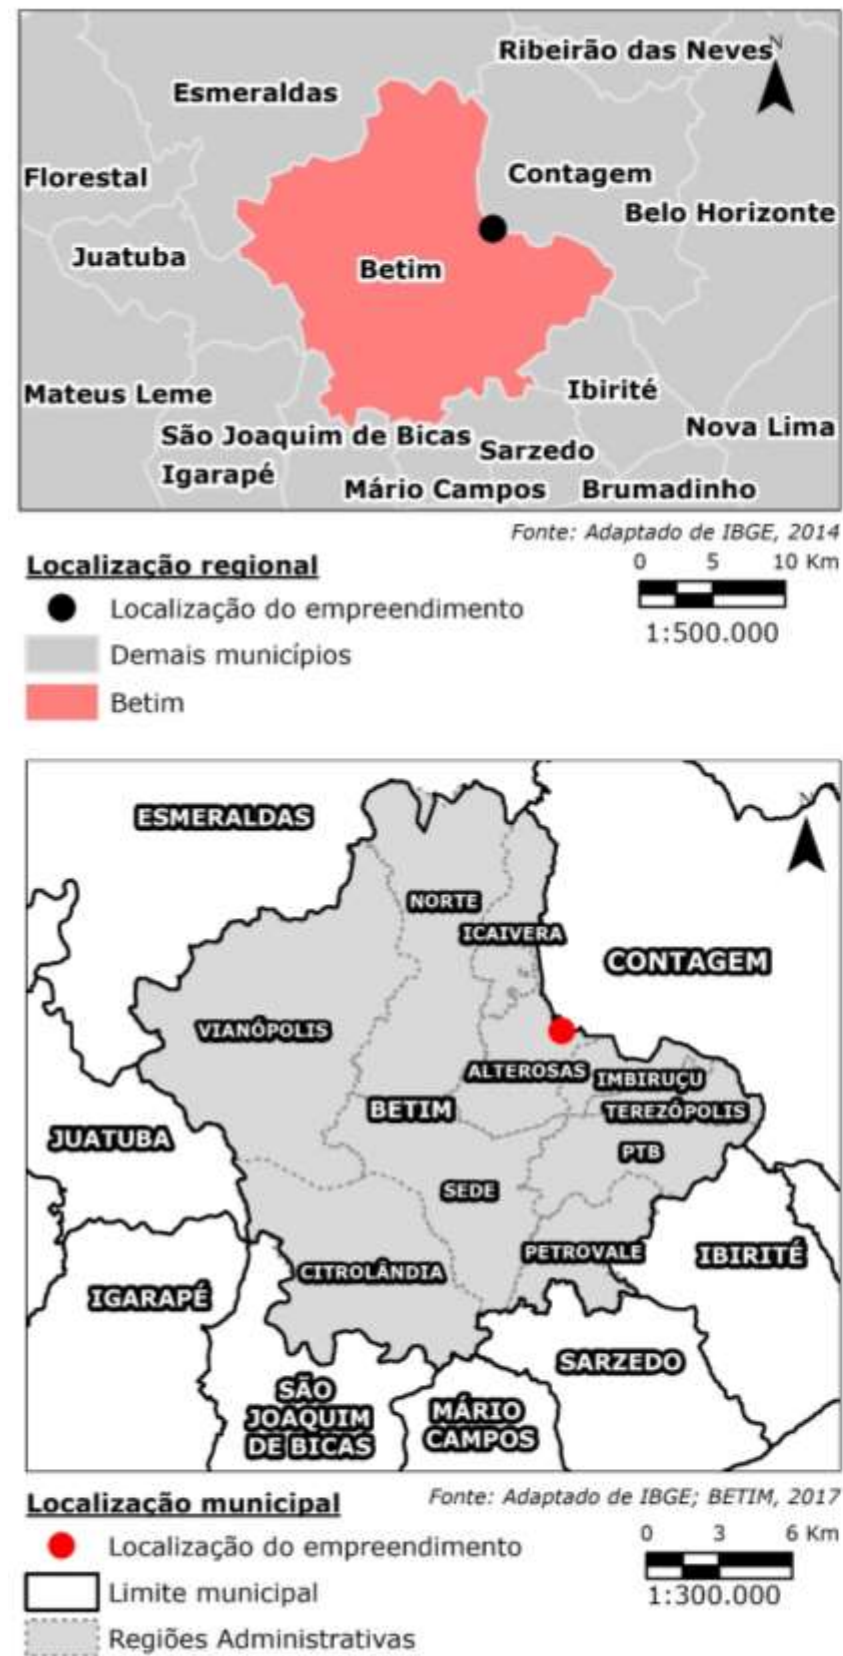 Ribeirão das Neves
N
Esmeraldas
Florestal
Contagem
Belo Horizonte
Juatuba
Betim
Mateus Leme
Ibirité
Nova Lima
São Joaquim de Bicas
Sarzedo
Igarapé
Mário Campos
Brumadinho
Fonte: Adaptado de IBGE, 2014
Localização regional
0 5 10 Km
1:500.000
Localização do empreendimento
Demais municípios
Betim
N
ESMERALDAS
NORTE
ICAIVERA
CONTAGEM
VIANÓPOLIS
ALTEROSAS
IMBIRUÇU
BETIM
TEREZÓPOLIS
JUATUBA
PTB
SEDE
PETROVALE
IBIRITÉ
CITROLÂNDIA
IGARAPÉ
SARZEDO
SÃO
JOAQUIM
DE BICAS
MÁRIO
CAMPOS
Fonte: Adaptado de IBGE; BETIM, 2017
Localização municipal
0 3 6 Km
1:300.000
Localização do empreendimento
Limite municipal
Regiões Administrativas